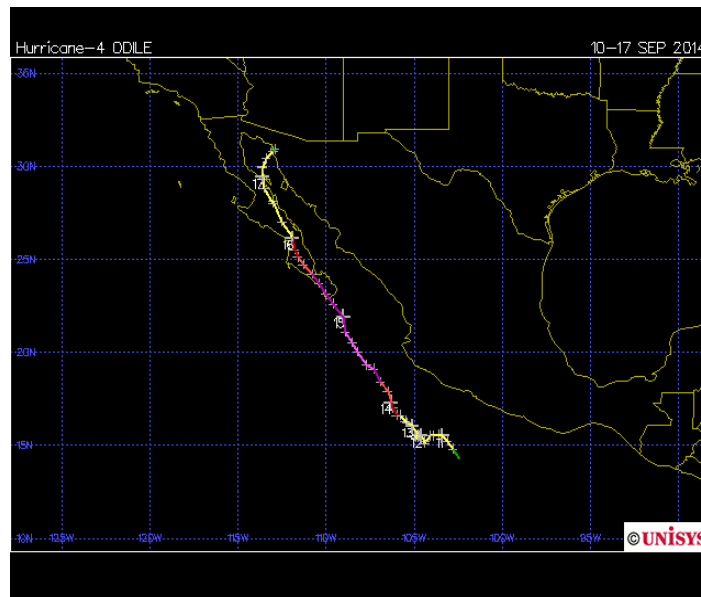 Hurricane-4 ODILE 10-17 SEP 2014
35N
30N
17
16
25N
15
20N
14
13
12 11
15N
10N 125W 120W 115W 110W 105W 100W 95W
©UNISYS